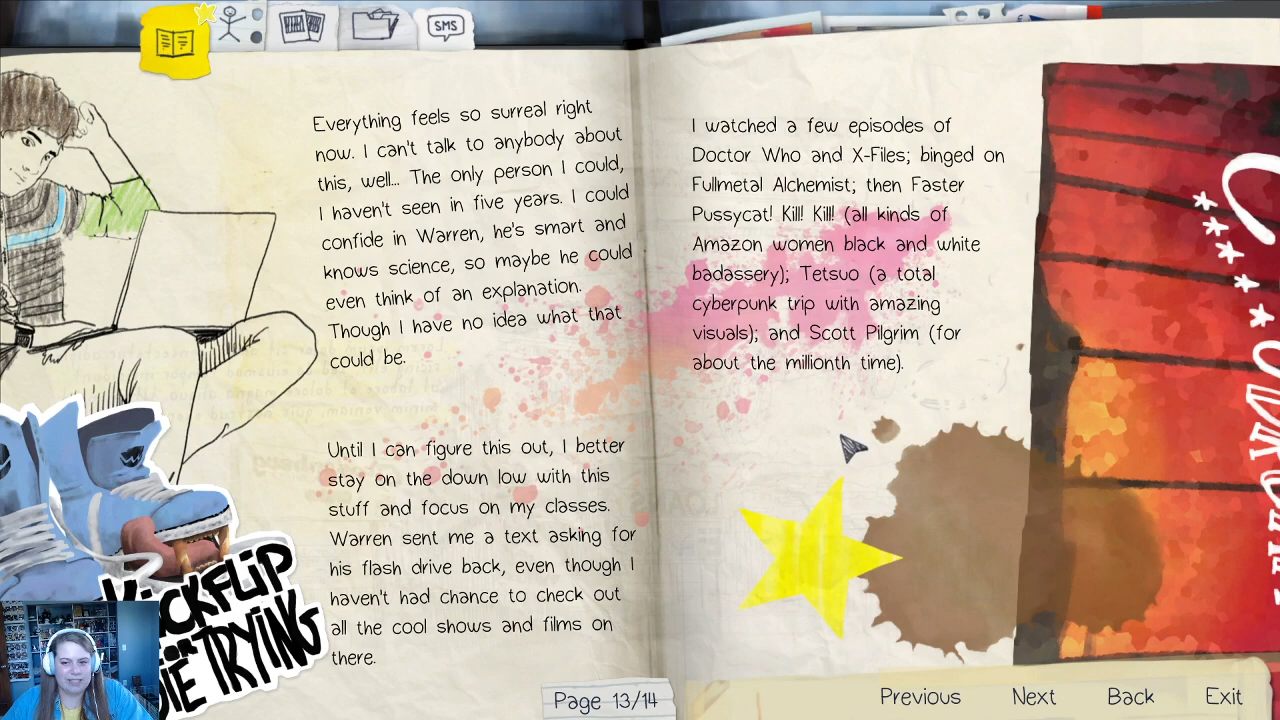 SMS
Everything feels so surreal right
now. I can't talk to anybody about
this, well... The only person I could,
I haven't seen in five years. I could
confide in Warren, he's smart and
knows science, so maybe he could
even think of an explanation.
Though I have no idea what that
could be.
Until I can figure this out, I better
stay on the down low with this
stuff and focus on my classes.
Warren sent me a text asking for
his flash drive back, even though I
haven't had chance to check out
all the cool shows and films on
there.
KICKFLIP
OR
DIE TRYING
I watched a few episodes of
Doctor Who and X-Files; binged on
Fullmetal Alchemist; then Faster
Pussycat! Kill! Kill! (all kinds of
Amazon women black and white
badassery); Tetsuo (a total
cyberpunk trip with amazing
visuals); and Scott Pilgrim (for
about the millionth time).
Page 13/14
Previous Next Back Exit